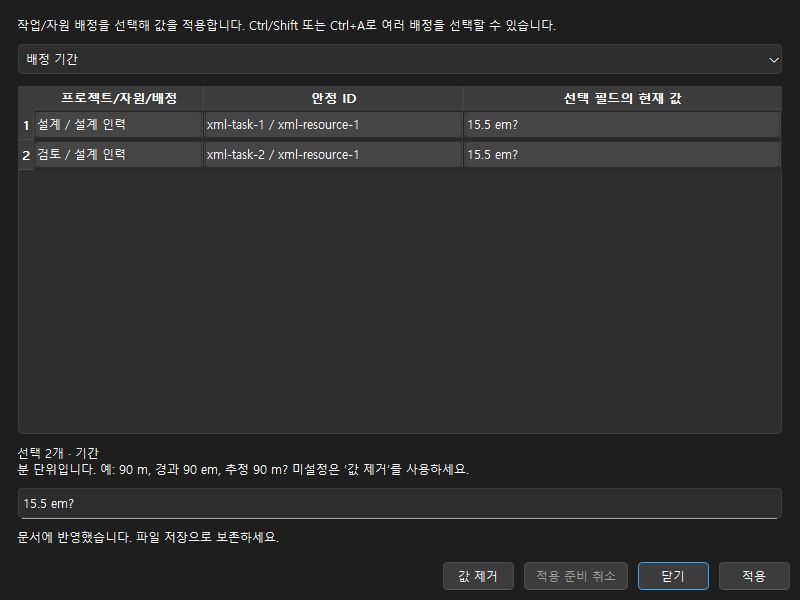 작업/자원 배정을 선택해 값을 적용합니다. Ctrl/Shift 또는 Ctrl+A로 여러 배정을 선택할 수 있습니다.
배정 기간
프로젝트/자원/배정 안정 ID 선택 필드의 현재 값
1 설계 / 설계 인력 xml-task-1 / xml-resource-1 15.5 em?
2 검토 / 설계 인력 xml-task-2 / xml-resource-1 15.5 em?
선택 2개 · 기간
분 단위입니다. 예: 90 m, 경과 90 em, 추정 90 m? 미설정은 ‘값 제거’를 사용하세요.
15.5 em?
문서에 반영했습니다. 파일 저장으로 보존하세요.
값 제거 적용 준비 취소 닫기 적용